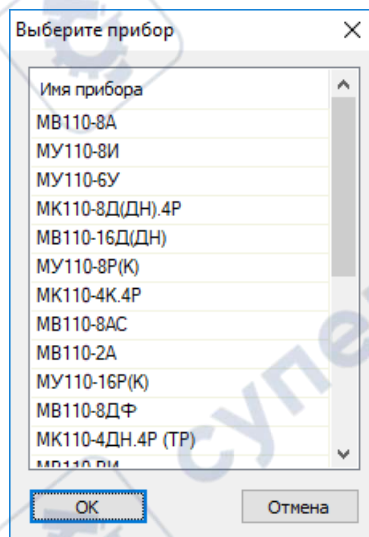 Выберите прибор
Имя прибора
МВ110-8А
МУ110-8И
МУ110-6У
МК110-8Д(ДН).4Р
МВ110-16Д(ДН)
МУ110-8Р(К)
МК110-4К.4Р
МВ110-8АС
МВ110-2А
МУ110-16Р(К)
МВ110-8ДФ
МК110-4ДН.4Р (ТР)
ОК
Отмена